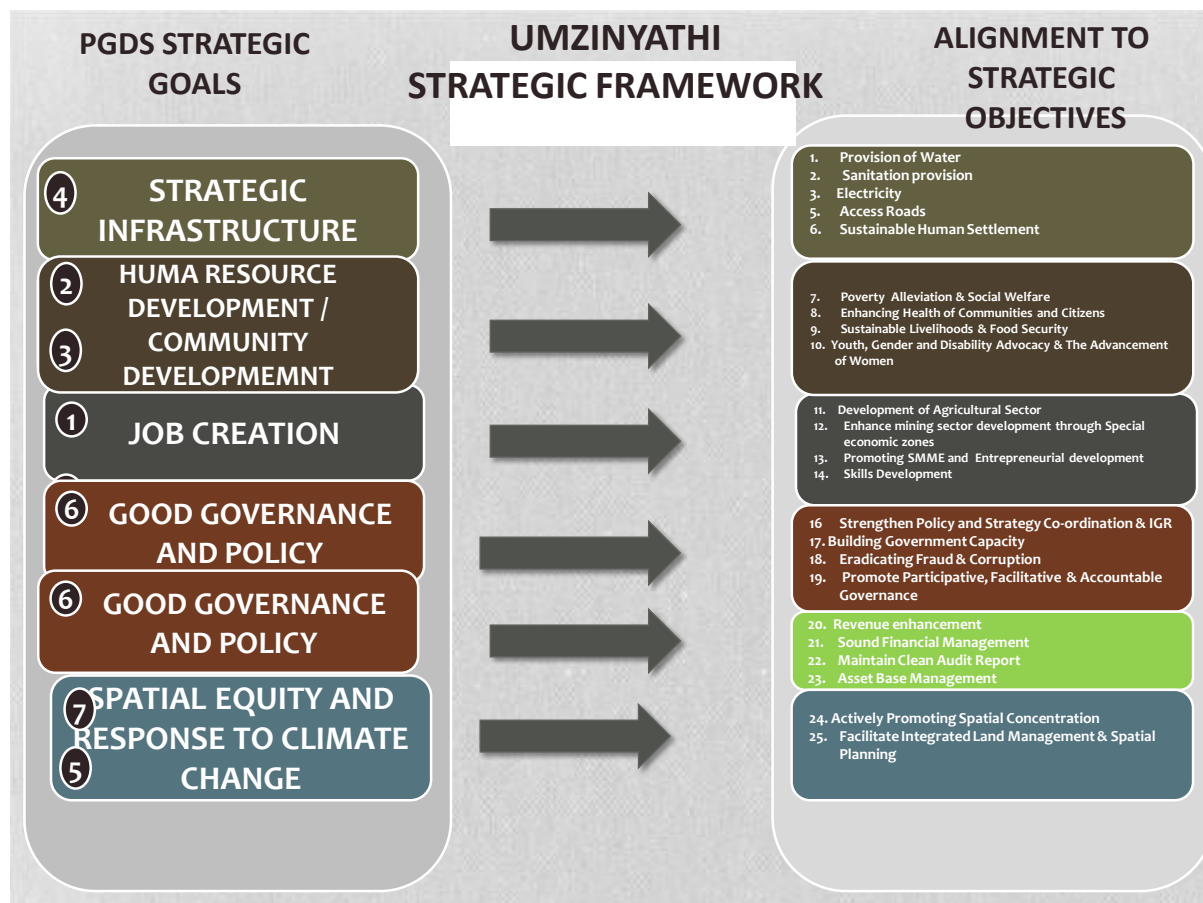 PGDS STRATEGIC
GOALS
UMZINYATHI
STRATEGIC FRAMEWORK
ALIGNMENT TO
STRATEGIC
OBJECTIVES
4
STRATEGIC
INFRASTRUCTURE
2
3
HUMA RESOURCE
DEVELOPMENT /
COMMUNITY
DEVELOPMEMNT
1
JOB CREATION
6
GOOD GOVERNANCE
AND POLICY
6
GOOD GOVERNANCE
AND POLICY
7
5
SPATIAL EQUITY AND
RESPONSE TO CLIMATE
CHANGE
1. Provision of Water
2. Sanitation provision
3. Electricity
5. Access Roads
6. Sustainable Human Settlement
7. Poverty Alleviation & Social Welfare
8. Enhancing Health of Communities and Citizens
9. Sustainable Livelihoods & Food Security
10. Youth, Gender and Disability Advocacy & The Advancement
of Women
11. Development of Agricultural Sector
12. Enhance mining sector development through Special
economic zones
13. Promoting SMME and Entrepreneurial development
14. Skills Development
16 Strengthen Policy and Strategy Co-ordination & IGR
17. Building Government Capacity
18. Eradicating Fraud & Corruption
19. Promote Participative, Facilitative & Accountable
Governance
20. Revenue enhancement
21. Sound Financial Management
22. Maintain Clean Audit Report
23. Asset Base Management
24. Actively Promoting Spatial Concentration
25. Facilitate Integrated Land Management & Spatial
Planning